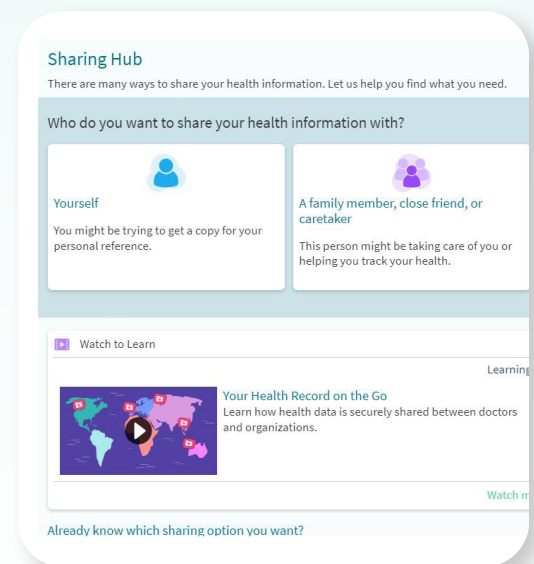 Sharing Hub
There are many ways to share your health information. Let us help you find what you need.
Who do you want to share your health information with?
Yourself
You might be trying to get a copy for your
personal reference.
A family member, close friend, or
caretaker
This person might be taking care of you or
helping you track your health.
Watch to Learn
Learning
Your Health Record on the Go
Learn how health data is securely shared between doctors
and organizations.
Watch
Already know which sharing option you want?